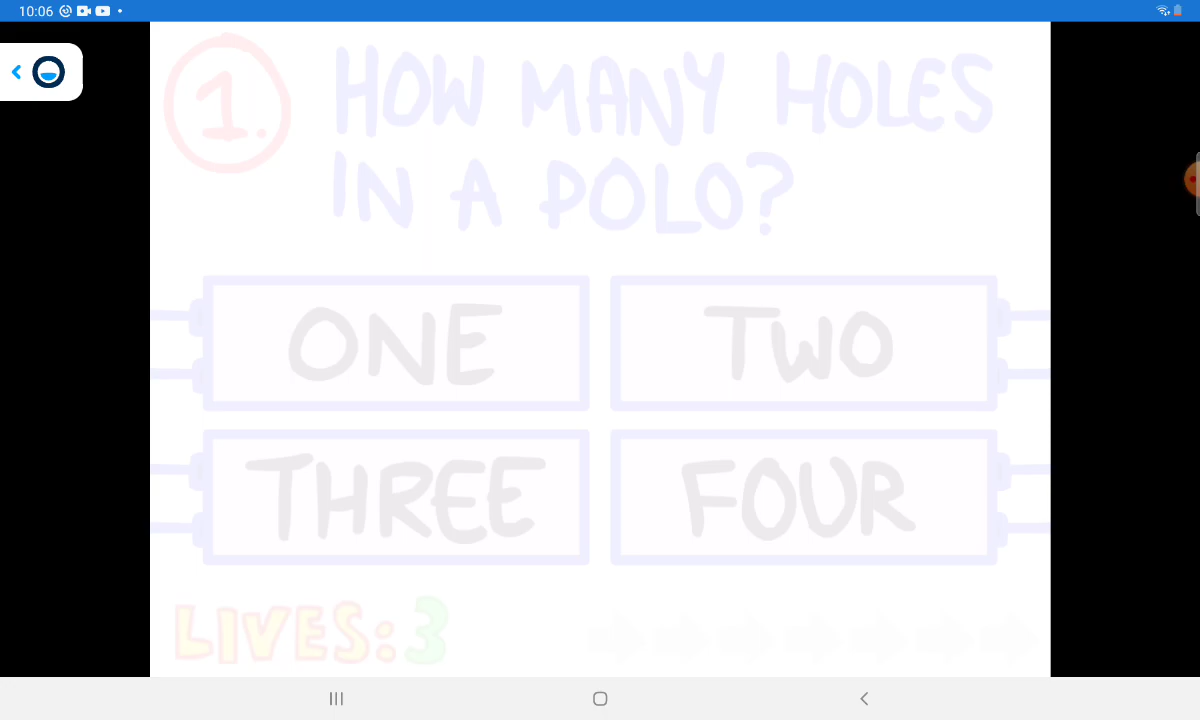 10:06
1. HOW MANY HOLES
IN A POLO?
ONE
TWO
THREE
FOUR
LIVES: 3